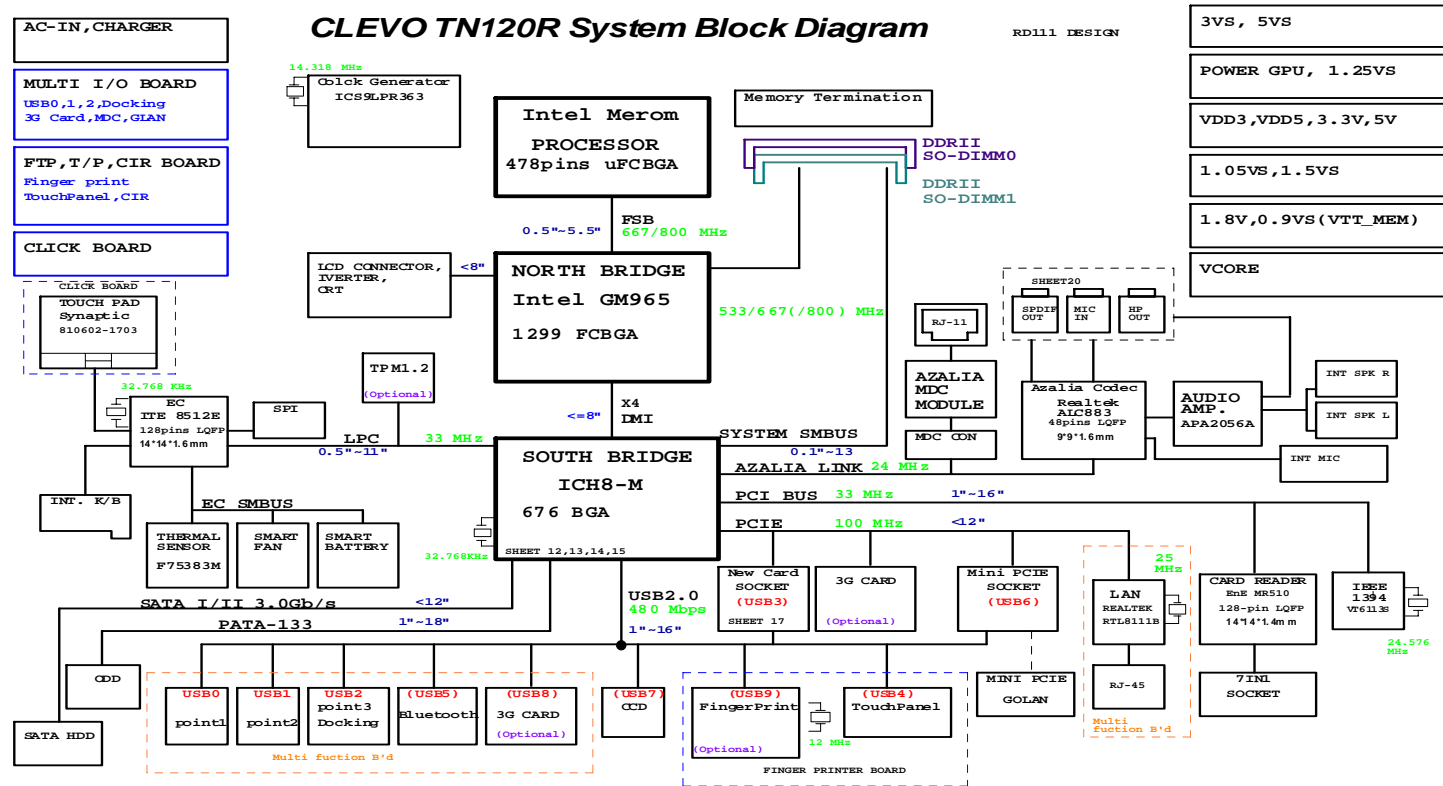 CLEVO TN120R System Block Diagram
RD111 DESIGN
AC-IN,CHARGER
MULTI I/O BOARD
USB0,1,2,Docking
3G Card,MDC,GLAN
FTP,T/P,CIR BOARD
Finger print
TouchPanel,CIR
CLICK BOARD
3VS, 5VS
POWER GPU, 1.25VS
VDD3,VDD5,3.3V,5V
1.05VS,1.5VS
1.8V,0.9VS(VTT_MEM)
VCORE
14.318 MHz
Colck Generator
ICS9LPR363
Intel Merom
PROCESSOR
478pins uFCBGA
Memory Termination
DDRII
SO-DIMM0
DDRII
SO-DIMM1
0.5"~5.5"
FSB
667/800 MHz
LCD CONNECTOR,
IVERTER,
CRT
<8"
NORTH BRIDGE
Intel GM965
1299 FCBGA
533/667(/800) MHz
CLICK BOARD
TOUCH PAD
Synaptic
810602-1703
SHEET20
SPDIF
OUT
MIC
IN
HP
OUT
RJ-11
AZALIA
MDC
MODULE
MDC CON
Azalia Codec
Realtek
ALC883
48pins LQFP
9*9*1.6mm
AUDIO
AMP.
APA2056A
INT SPK R
INT SPK L
INT MIC
32.768 KHz
EC
ITE 8512E
128pins LQFP
14*14*1.6mm
SPI
TPM1.2
(Optional)
<=8"
X4
DMI
LPC
33 MHz
0.5"~11"
SOUTH BRIDGE
ICH8-M
676 BGA
SHEET 12,13,14,15
32.768KHz
SYSTEM SMBUS
0.1"~13
AZALIA LINK
24 MHz
PCI BUS
33 MHz
1"~16"
PCIE
100 MHz
<12"
INT. K/B
EC SMBUS
THERMAL
SENSOR
F75383M
SMART
FAN
SMART
BATTERY
New Card
SOCKET
(USB3)
SHEET 17
3G CARD
(Optional)
Mini PCIE
SOCKET
(USB6)
25
MHz
LAN
REALTEK
RTL8111B
RJ-45
Multi
fuction B'd
CARD READER
EnE MR510
128-pin LQFP
14*14*1.4mm
7IN1
SOCKET
IEEE
1394
VT6113S
24.576
MHz
SATA I/II 3.0Gb/s
<12"
PATA-133
1"~18"
USB2.0
480 Mbps
1"~16"
ODD
SATA HDD
USB0
point1
USB1
point2
USB2
point3
Docking
(USB5)
Bluetooth
(USB8)
3G CARD
(Optional)
Multi fuction B'd
(USB7)
CCD
(USB9)
FingerPrint
(Optional)
12 MHz
(USB4)
TouchPanel
FINGER PRINTER BOARD
MINI PCIE
GOLAN